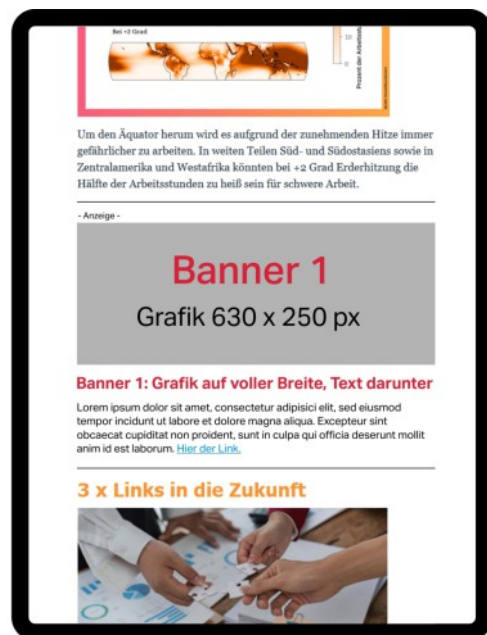 Bei +2 Grad
10
0
Prozent der Arbeitsstu
Um den Äquator herum wird es aufgrund der zunehmenden Hitze immer
gefährlicher zu arbeiten. In weiten Teilen Süd- und Südostasiens sowie in
Zentralamerika und Westafrika könnten bei +2 Grad Erderhitzung die
Hälfte der Arbeitsstunden zu heiß sein für schwere Arbeit.
- Anzeige -
Banner 1
Grafik 630 x 250 px
Banner 1: Grafik auf voller Breite, Text darunter
Lorem ipsum dolor sit amet, consectetur adipisici elit, sed eiusmod
tempor incidunt ut labore et dolore magna aliqua. Excepteur sint
obcaecat cupiditat non proident, sunt in culpa qui officia deserunt mollit
anim id est laborum. Hier der Link.
3 x Links in die Zukunft